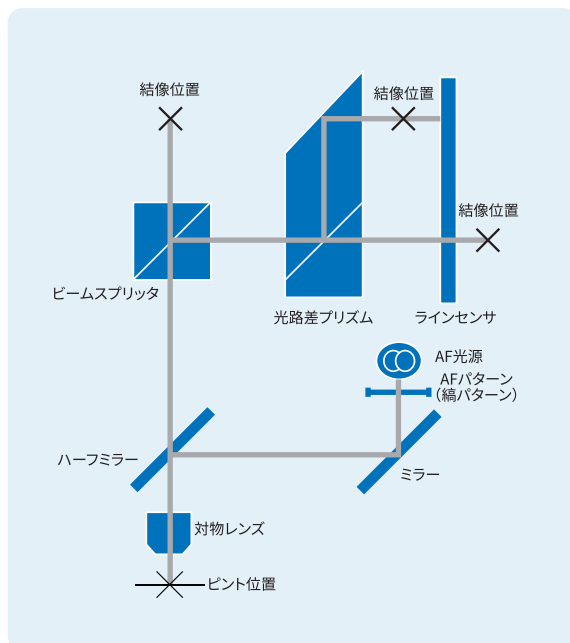 結像位置
結像位置
結像位置
ビームスプリッタ
光路差プリズム
ラインセンサ
AF光源
AFパターン
（縞パターン）
ハーフミラー
ミラー
対物レンズ
ピント位置